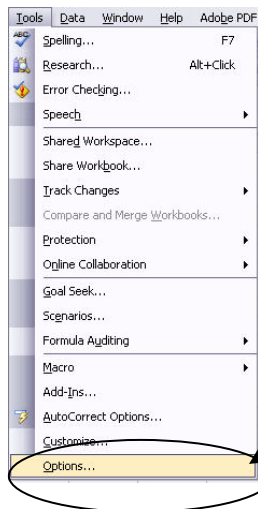 Tools Data Window Help Adobe PDF
ABC Spelling... F7
Research... Alt+Click
Error Checking...
Speech
Shared Workspace...
Share Workbook...
Track Changes
Compare and Merge Workbooks...
Protection
Online Collaboration
Goal Seek...
Scenarios...
Formula Auditing
Macro
Add-Ins...
AutoCorrect Options...
Customize...
Options...